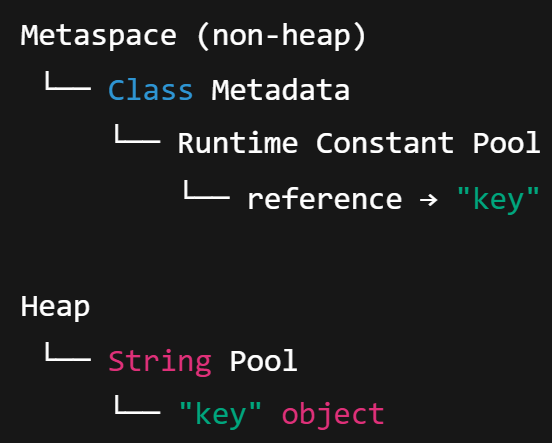 Metaspace (non-heap)
└── Class Metadata
└── Runtime Constant Pool
└── reference → "key"
Heap
└── String Pool
└── "key" object